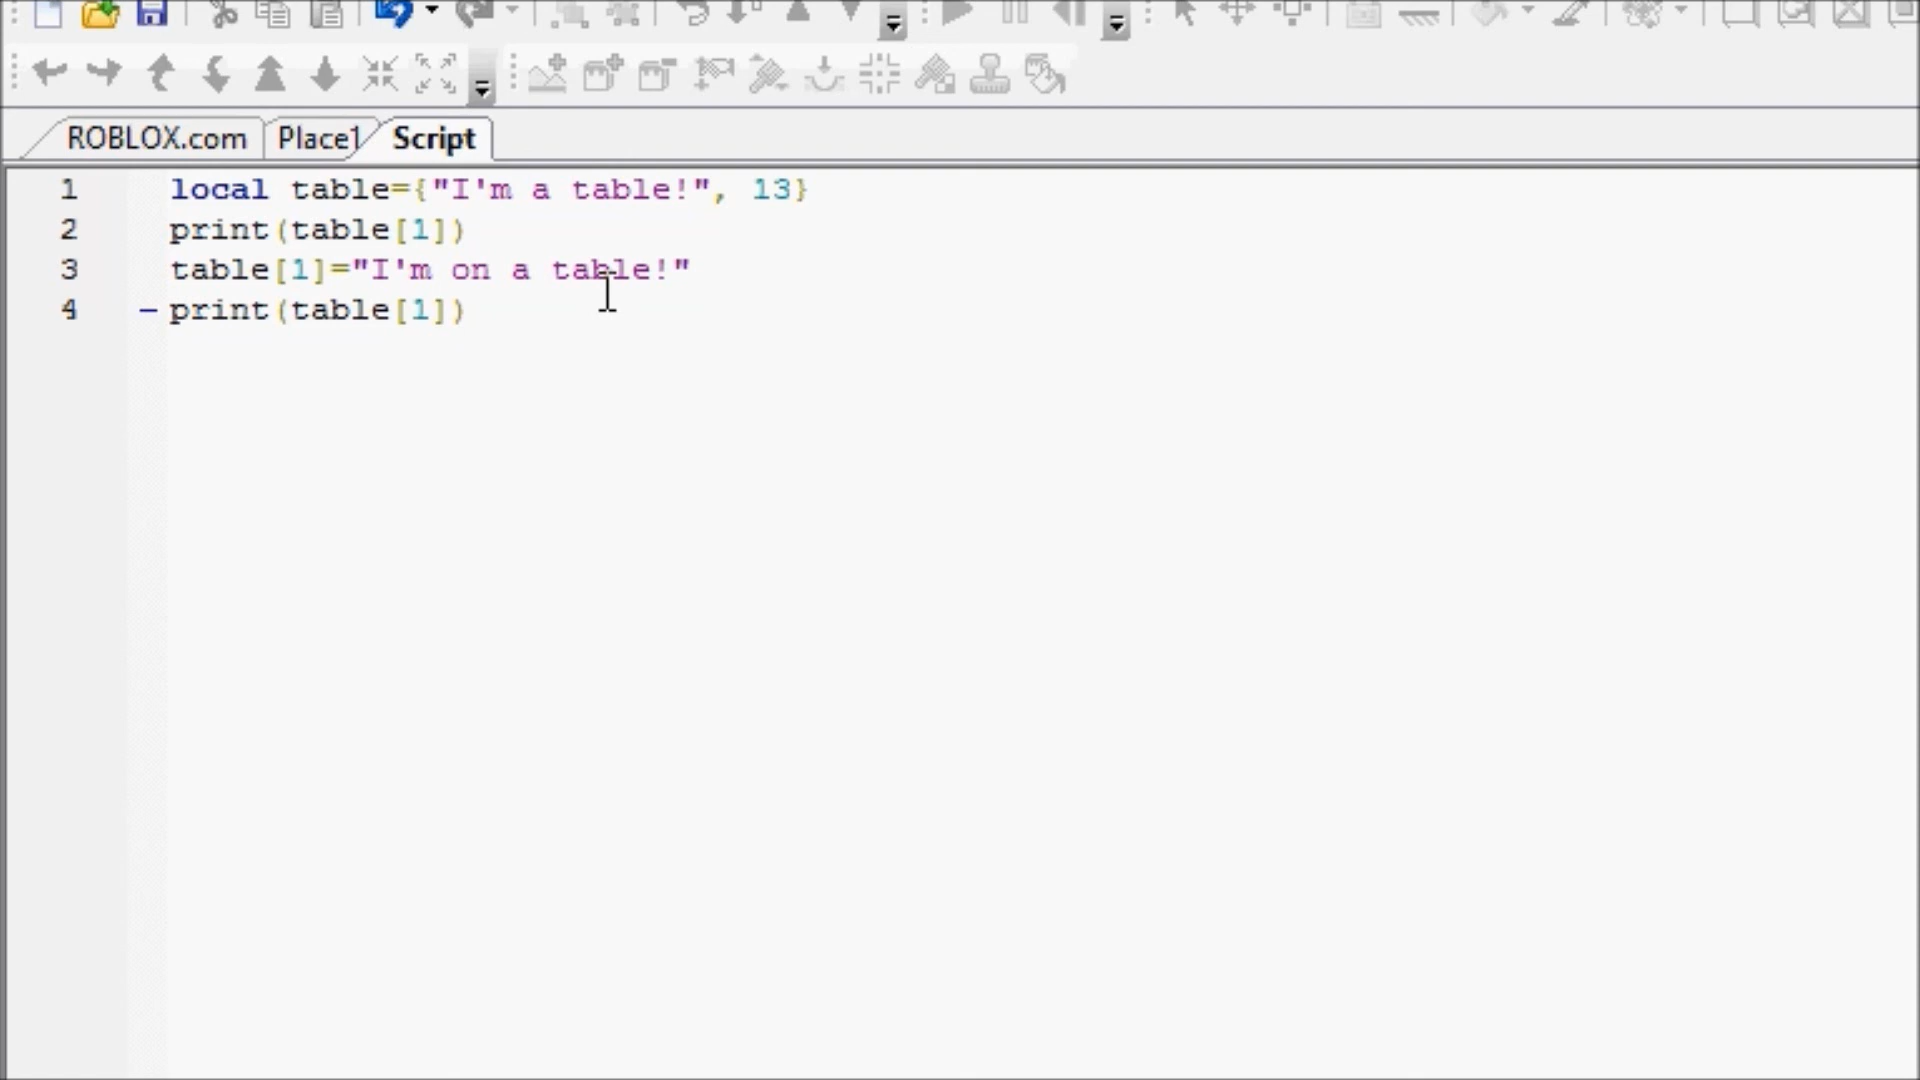 ROBLOX.com Place1 Script
1 local table={"I'm a table!", 13}
2 print(table[1])
3 table[1]="I'm on a table!"
4 print(table[1])